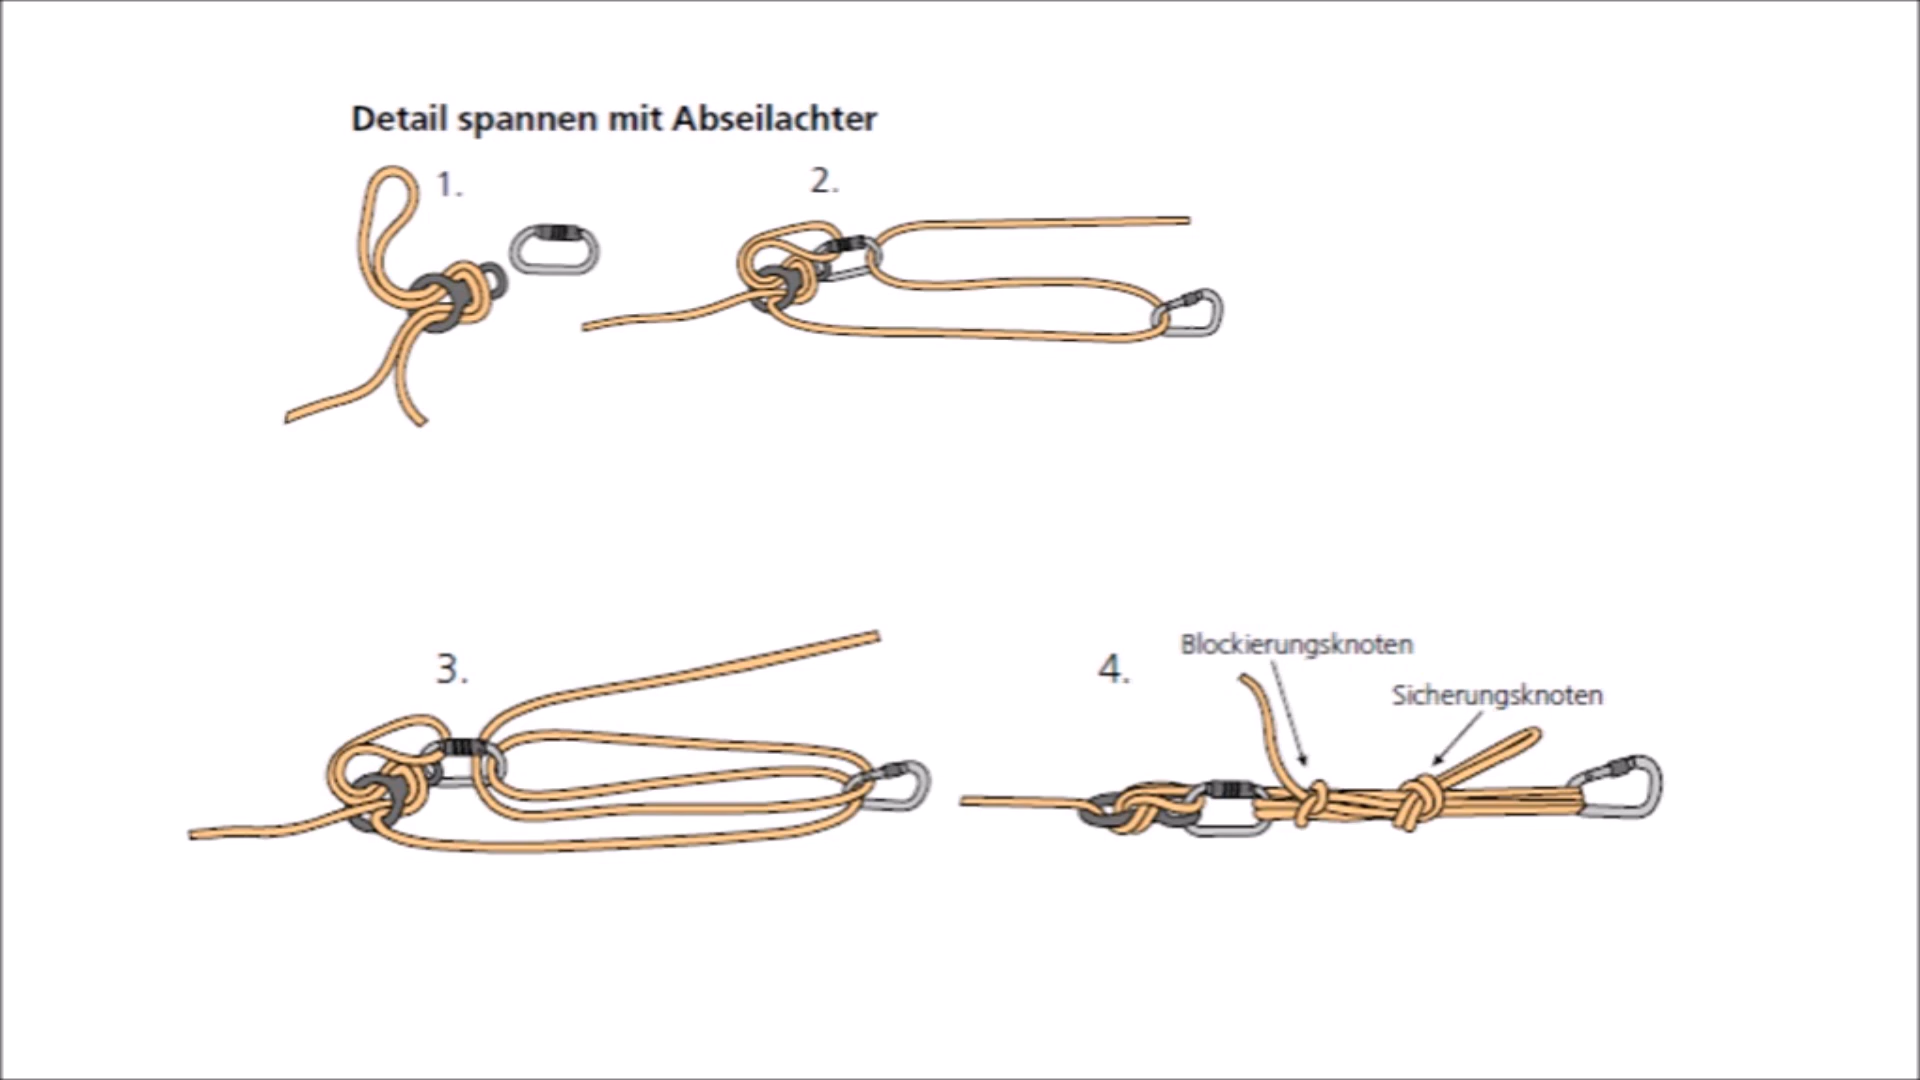 Detail spannen mit Abseilachter
1.
2.
3.
4.
Blockierungsknoten
Sicherungsknoten